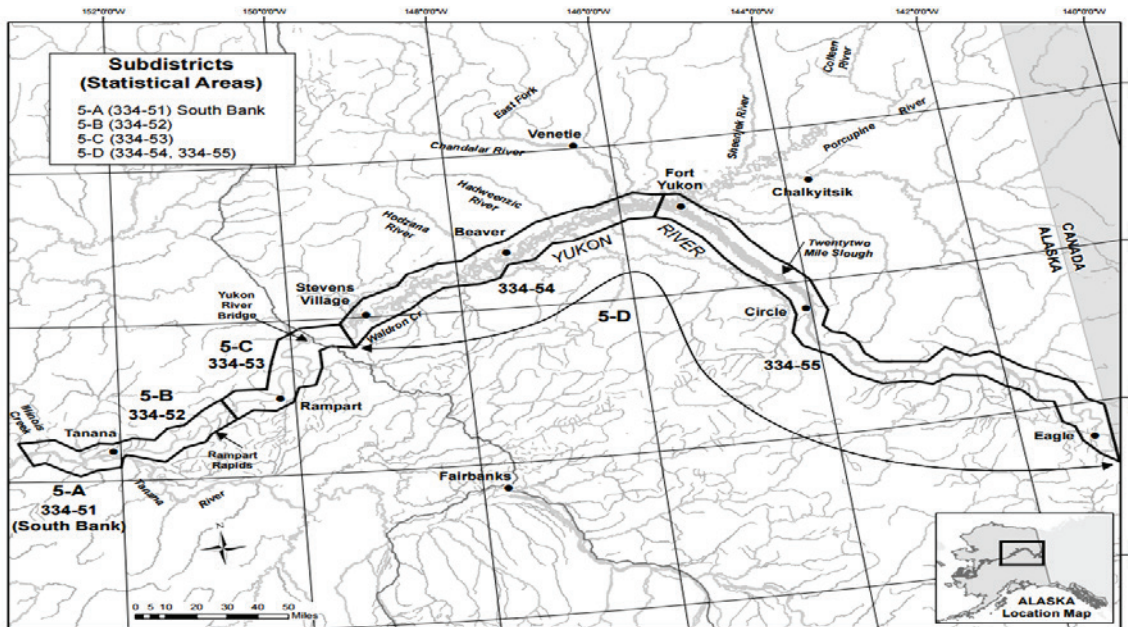 152°0'0"W
150°0'0"W
148°0'0"W
146°0'0"W
144°0'0"W
142°0'0"W
140°0'0"W
Subdistricts
(Statistical Areas)
5-A (334-51) South Bank
5-B (334-52)
5-C (334-53)
5-D (334-54, 334-55)
East Fork
Venetie
Chandalar River
Sheenjek River
Colleen
River
Porcupine
River
Chalkyitsik
Fort
Yukon
Hadweenzic
River
Hodzana
River
Beaver
YUKON
RIVER
Twentytwo
Mile Slough
CANADA
ALASKA
Stevens
Village
334-54
Yukon
River
Bridge
Waldron Cr
5-D
Circle
334-55
5-C
334-53
5-B
334-52
Rampart
Illinois
Creek
Tanana
Rampart
Rapids
Eagle
5-A
334-51
(South Bank)
Tanana
River
Fairbanks
N
0 5 10 20 30 40 50
Miles
ALASKA
Location Map